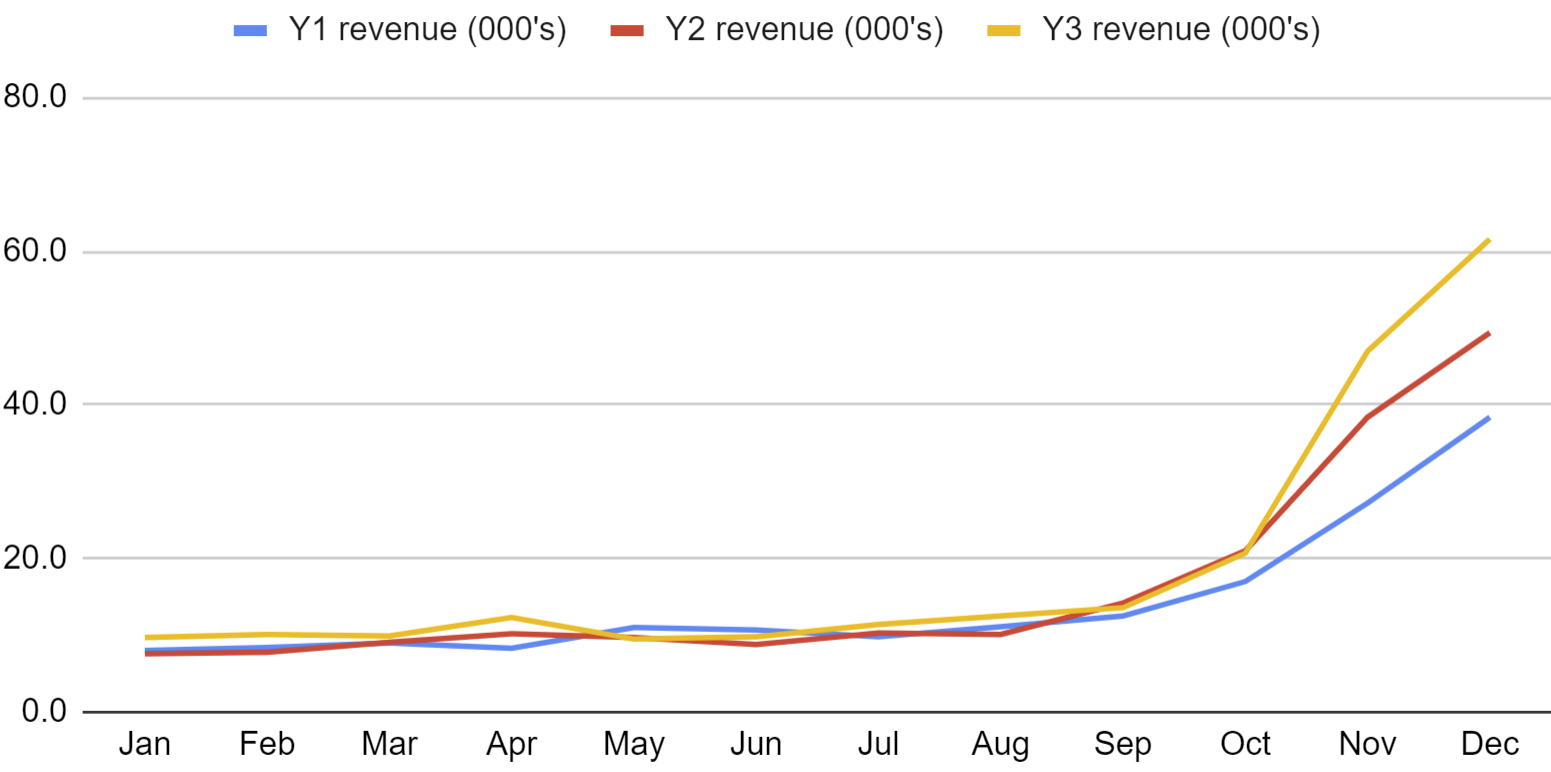 Y1 revenue (000's) Y2 revenue (000's) Y3 revenue (000's)
80.0
60.0
40.0
20.0
0.0
Jan Feb Mar Apr May Jun Jul Aug Sep Oct Nov Dec